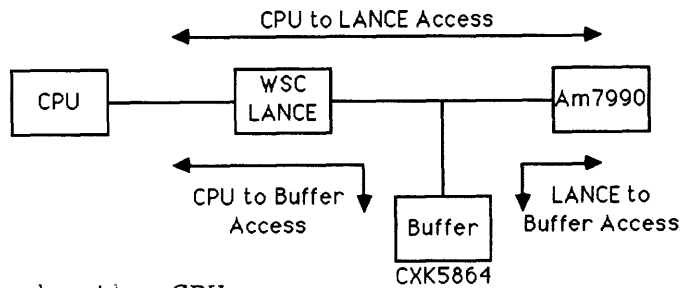 CPU to LANCE Access
CPU
WSC
LANCE
Am7990
CPU to Buffer
Access
Buffer
CXK5864
LANCE to
Buffer Access